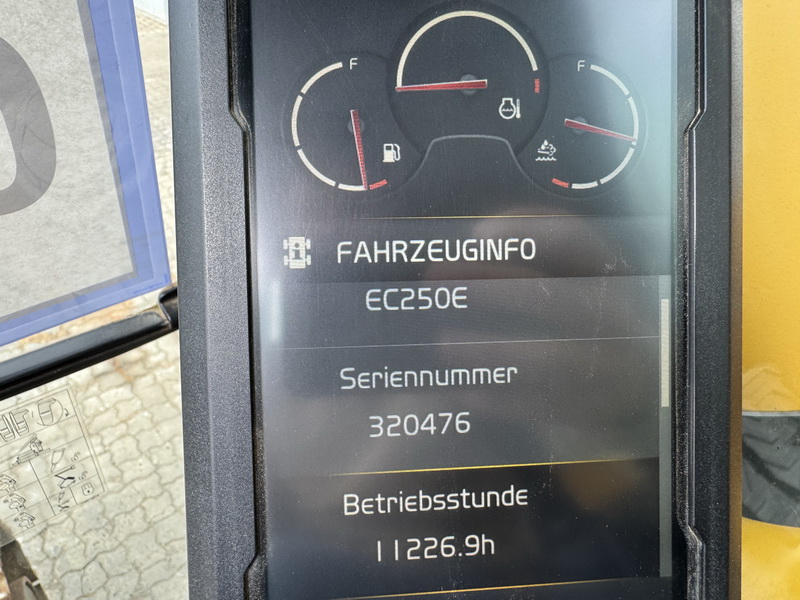 F
F
FAHRZEUGINFO
EC250E
Seriennummer
320476
Betriebsstunde
11226.9h